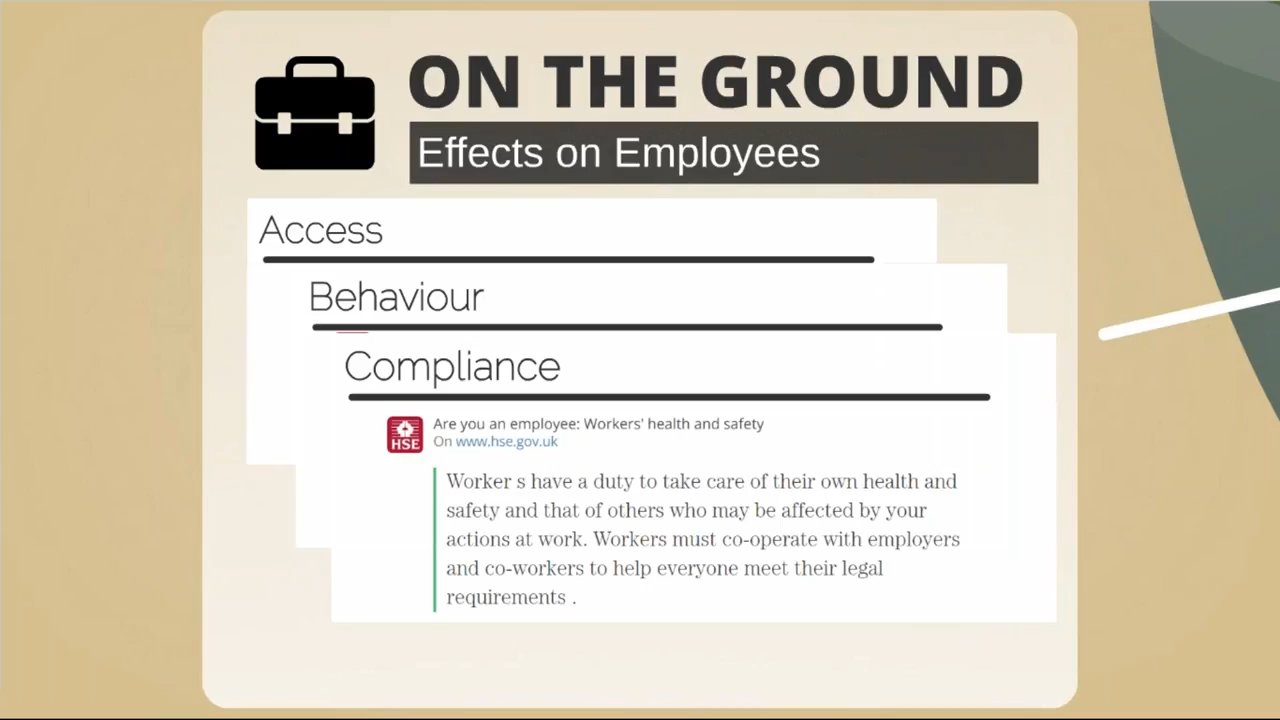 ON THE GROUND
Effects on Employees
Access
Behaviour
Compliance
HSE
Are you an employee: Workers' health and safety
On www.hse.gov.uk
Worker s have a duty to take care of their own health and
safety and that of others who may be affected by your
actions at work. Workers must co-operate with employers
and co-workers to help everyone meet their legal
requirements .